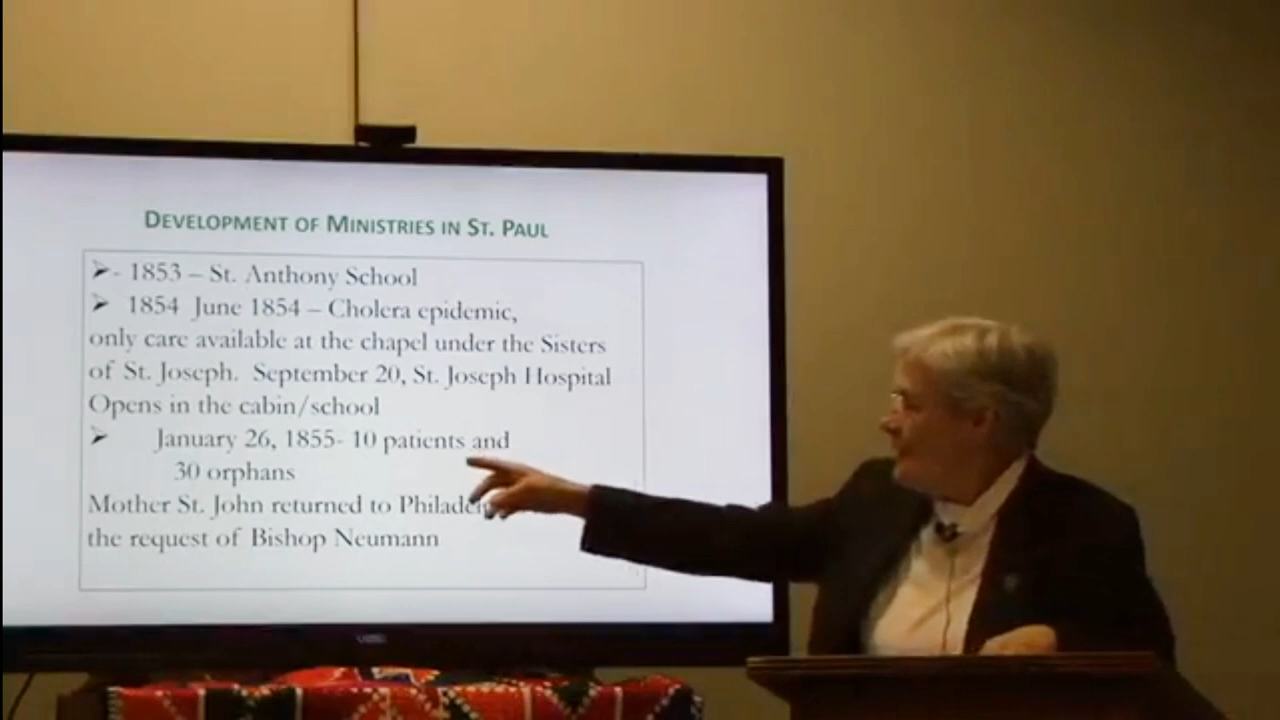 DEVELOPMENT OF MINISTRIES IN ST. PAUL
➤- 1853 – St. Anthony School
➤ 1854 June 1854 – Cholera epidemic,
only care available at the chapel under the Sisters
of St. Joseph. September 20, St. Joseph Hospital
Opens in the cabin/school
➤ January 26, 1855- 10 patients and
30 orphans
Mother St. John returned to
the request of Bishop Neumann